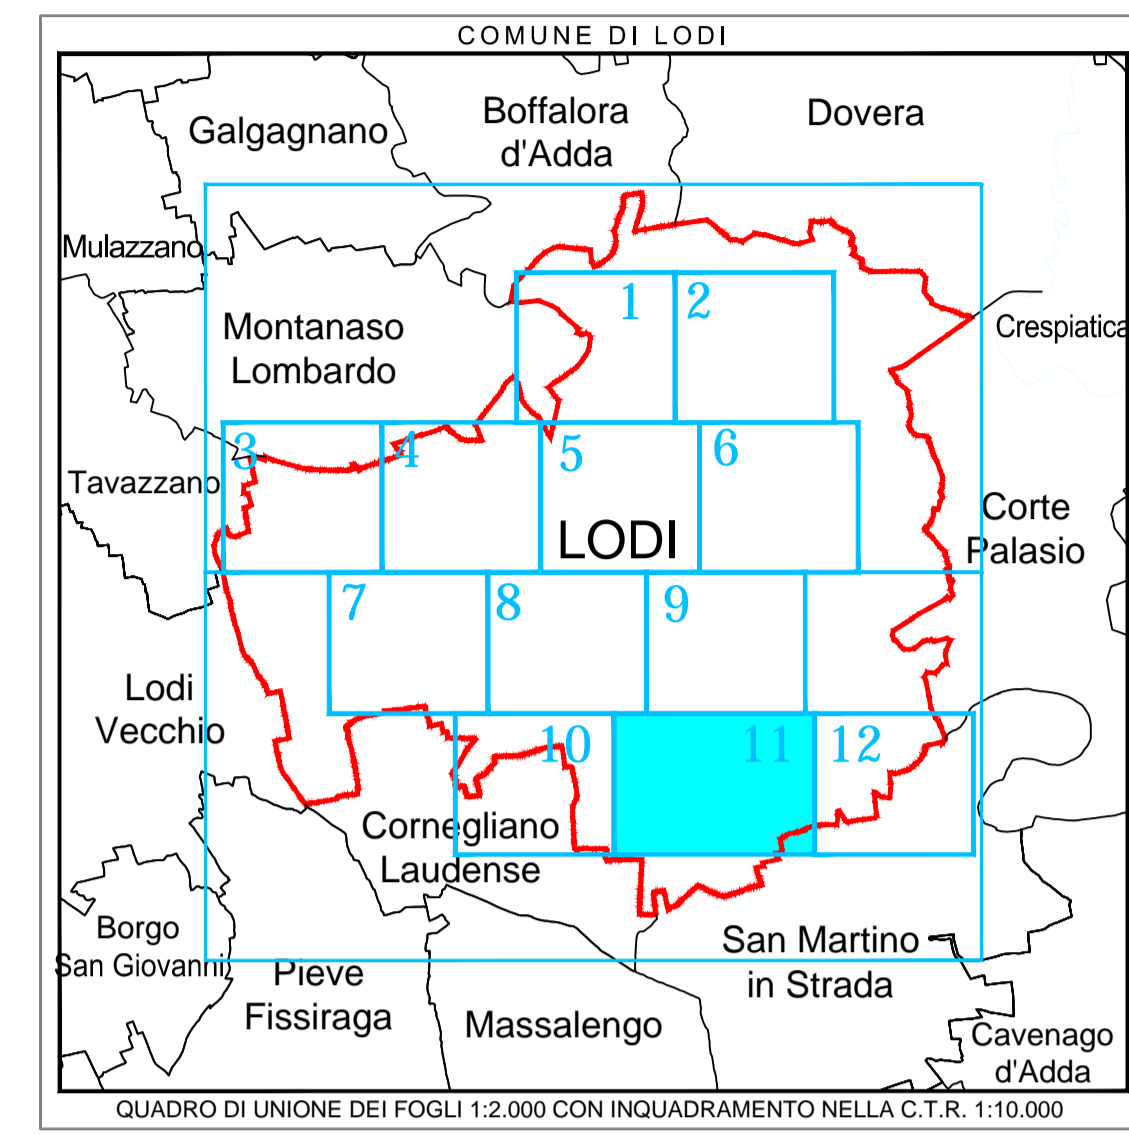 COMUNE DI LODI
Galgagnano
Boffalora
d'Adda
Dovera
Mulazzano
Montanaso
Lombardo
1
2
Crespiatica
Tavazzano
3
4
5
6
LODI
Corte
Palasio
7
8
9
Lodi
Vecchio
10
11
12
Cornegliano
Laudense
Borgo
San Giovanni
Pieve
Fissiraga
Massalengo
San Martino
in Strada
Cavenago
d'Adda
QUADRO DI UNIONE DEI FOGLI 1:2.000 CON INQUADRAMENTO NELLA C.T.R. 1:10.000